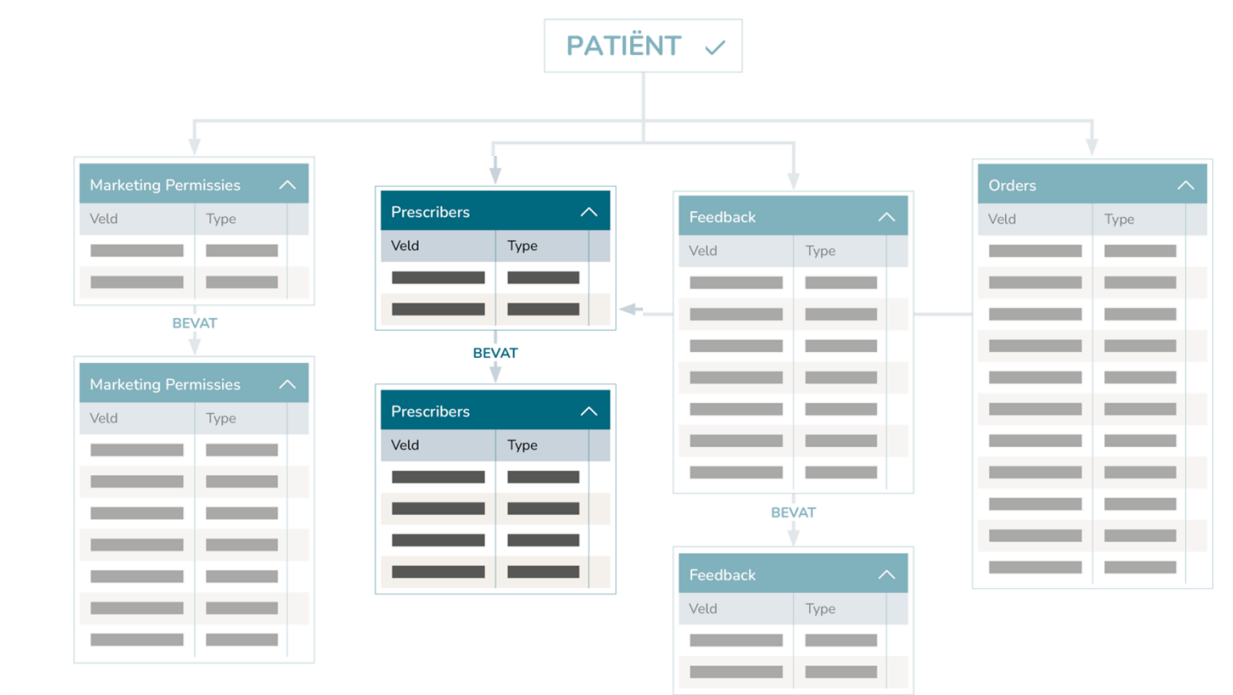 PATIËNT
Marketing Permissies
Veld Type
BEVAT
Marketing Permissies
Veld Type
Prescribers
Veld Type
BEVAT
Prescribers
Veld Type
Feedback
Veld Type
BEVAT
Feedback
Veld Type
Orders
Veld Type